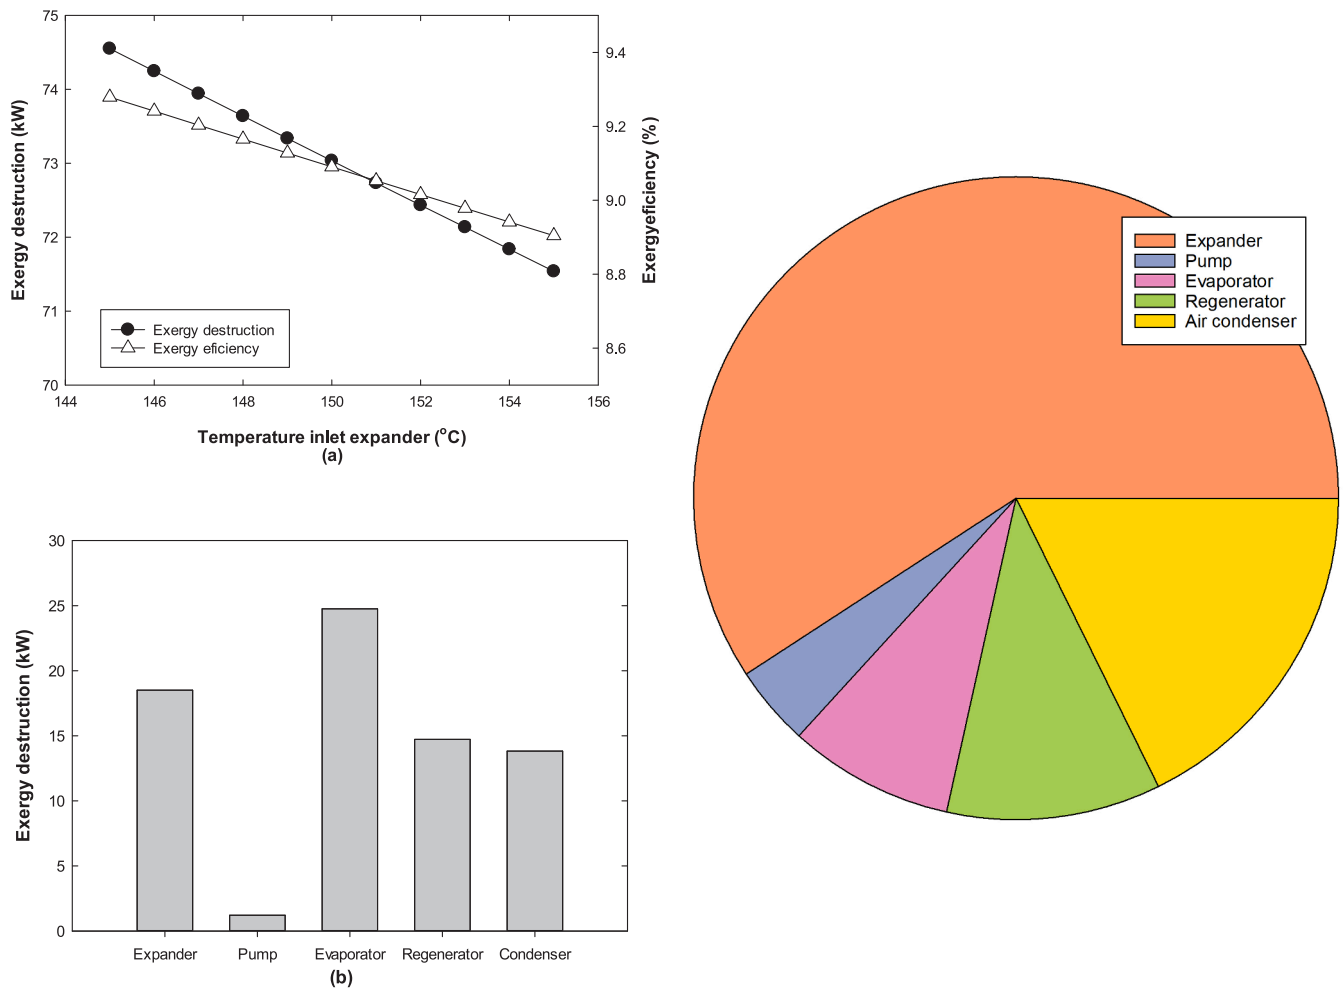 75
74
73
72
71
70
Exergy destruction (kW)
9.4
9.2
9.0
8.8
8.6
Exergyeficiency (%)
Exergy destruction
Exergy eficiency
144 146 148 150 152 154 156
Temperature inlet expander (°C)
(a)
30
25
20
15
10
5
0
Exergy destruction (kW)
Expander Pump Evaporator Regenerator Condenser
(b)
Expander
Pump
Evaporator
Regenerator
Air condenser